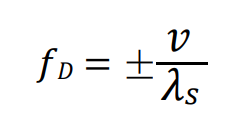 f_D = ± v/λ_s